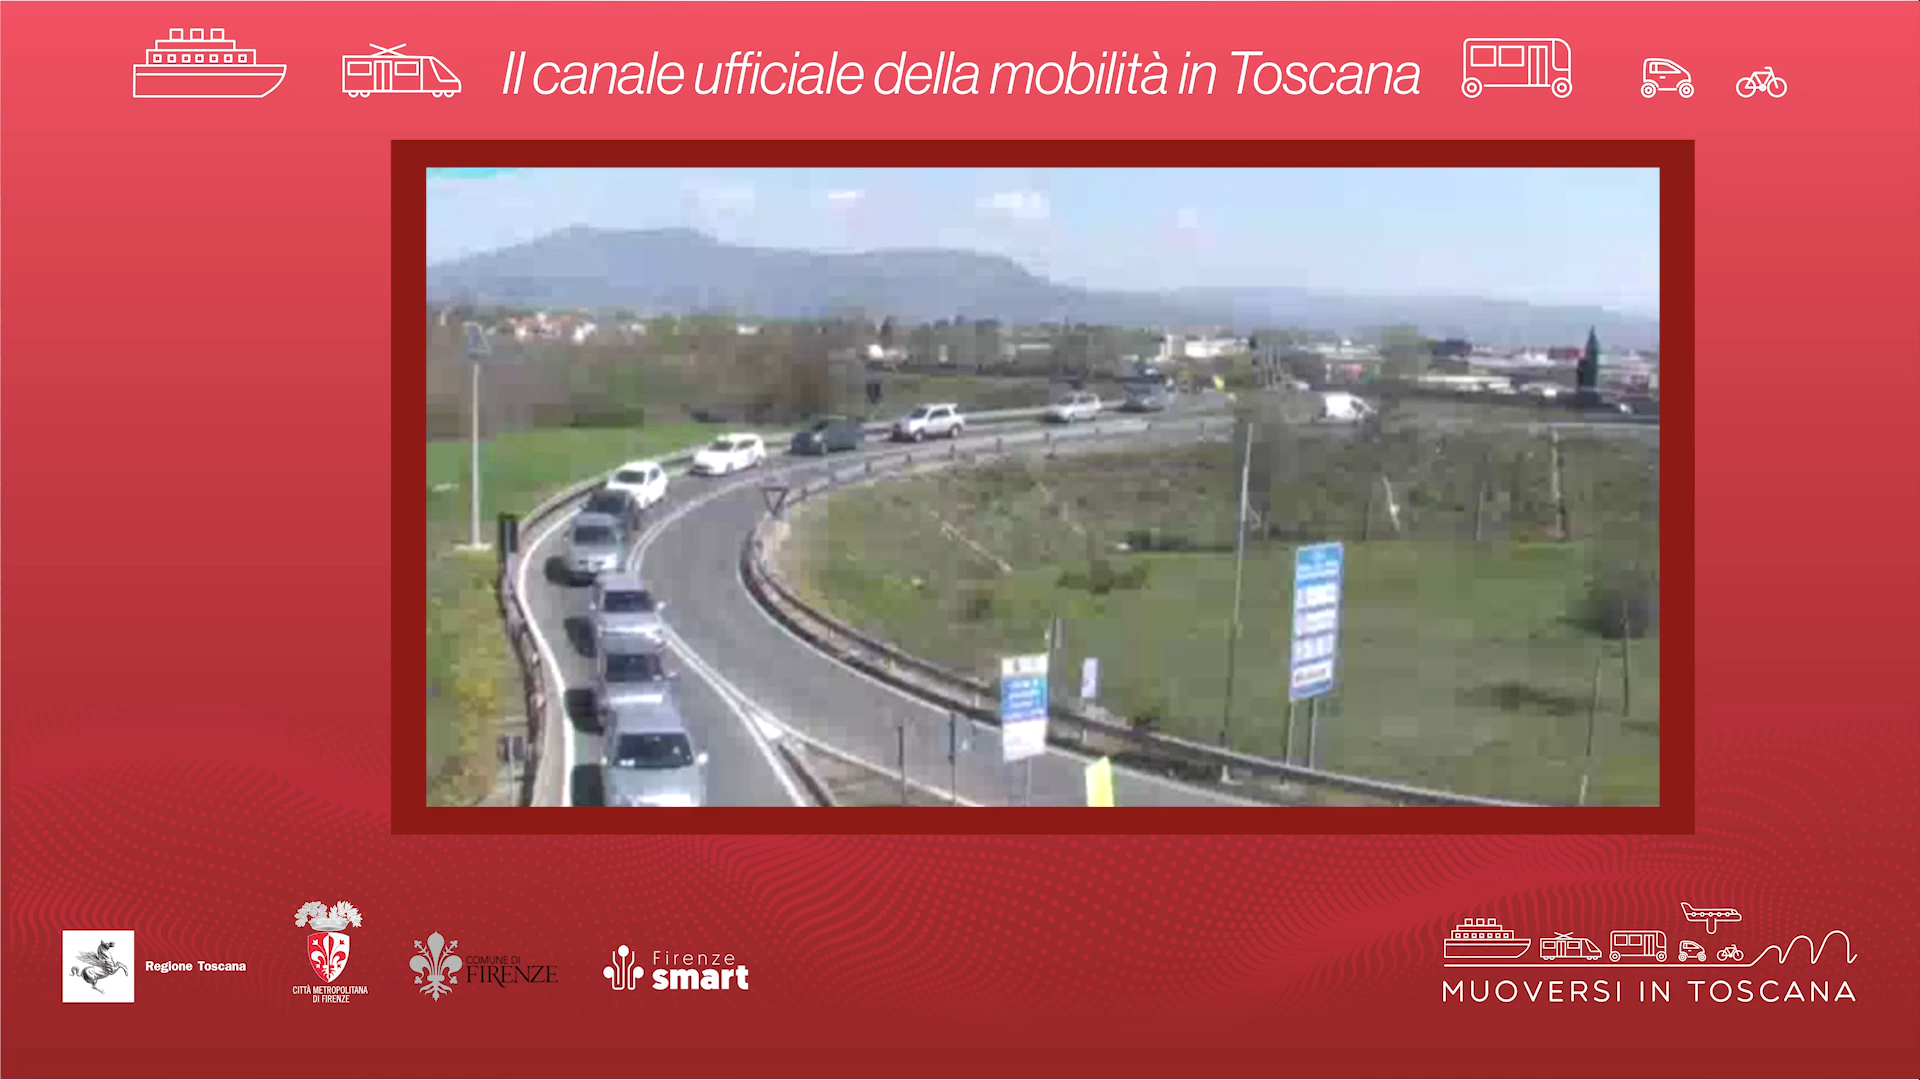 Il canale ufficiale della mobilità in Toscana
Regione Toscana
CITTÀ METROPOLITANA
DI FIRENZE
COMUNE DI
FIRENZE
Firenze
smart
MUOVERSI IN TOSCANA